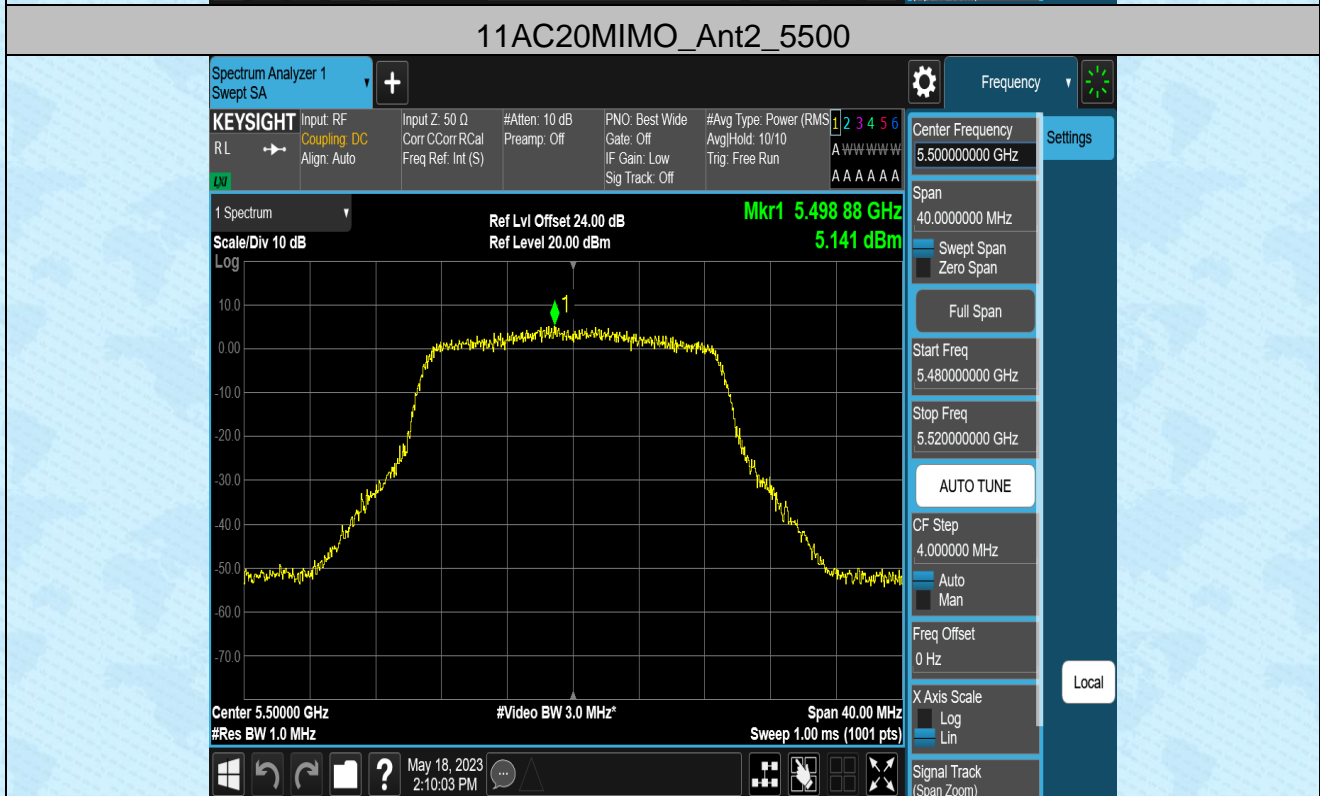 11AC20MIMO_Ant2_5500
Spectrum Analyzer 1
Swept SA
+
Frequency
KEYSIGHT
RL
LXI
Input: RF
Coupling: DC
Align: Auto
Input Z: 50 Ω
Corr CCorr RCal
Freq Ref: Int (S)
#Atten: 10 dB
Preamp: Off
PNO: Best Wide
Gate: Off
IF Gain: Low
Sig Track: Off
#Avg Type: Power (RMS
Avg|Hold: 10/10
Trig: Free Run
1 2 3 4 5 6
A W W W W W
A A A A A A
1 Spectrum
Scale/Div 10 dB
Log
Ref Lvl Offset 24.00 dB
Ref Level 20.00 dBm
Mkr1 5.498 88 GHz
5.141 dBm
1
10.0
0.00
-10.0
-20.0
-30.0
-40.0
-50.0
-60.0
-70.0
Center 5.50000 GHz
#Res BW 1.0 MHz
#Video BW 3.0 MHz*
Span 40.00 MHz
Sweep 1.00 ms (1001 pts)
Center Frequency
5.500000000 GHz
Settings
Span
40.0000000 MHz
Swept Span
Zero Span
Full Span
Start Freq
5.480000000 GHz
Stop Freq
5.520000000 GHz
AUTO TUNE
CF Step
4.000000 MHz
Auto
Man
Freq Offset
0 Hz
X Axis Scale
Log
Lin
Local
Signal Track
(Span Zoom)
?
May 18, 2023
2:10:03 PM